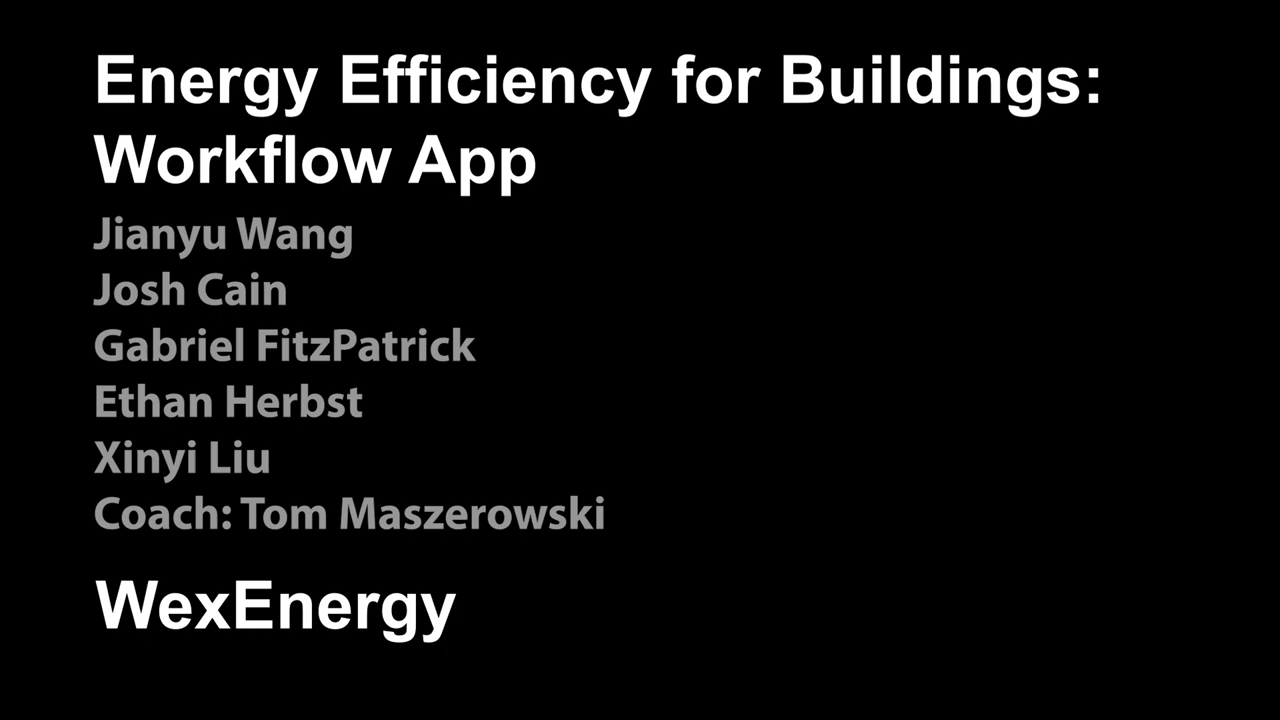 Energy Efficiency for Buildings:
Workflow App
Jianyu Wang
Josh Cain
Gabriel FitzPatrick
Ethan Herbst
Xinyi Liu
Coach: Tom Maszerowski
WexEnergy